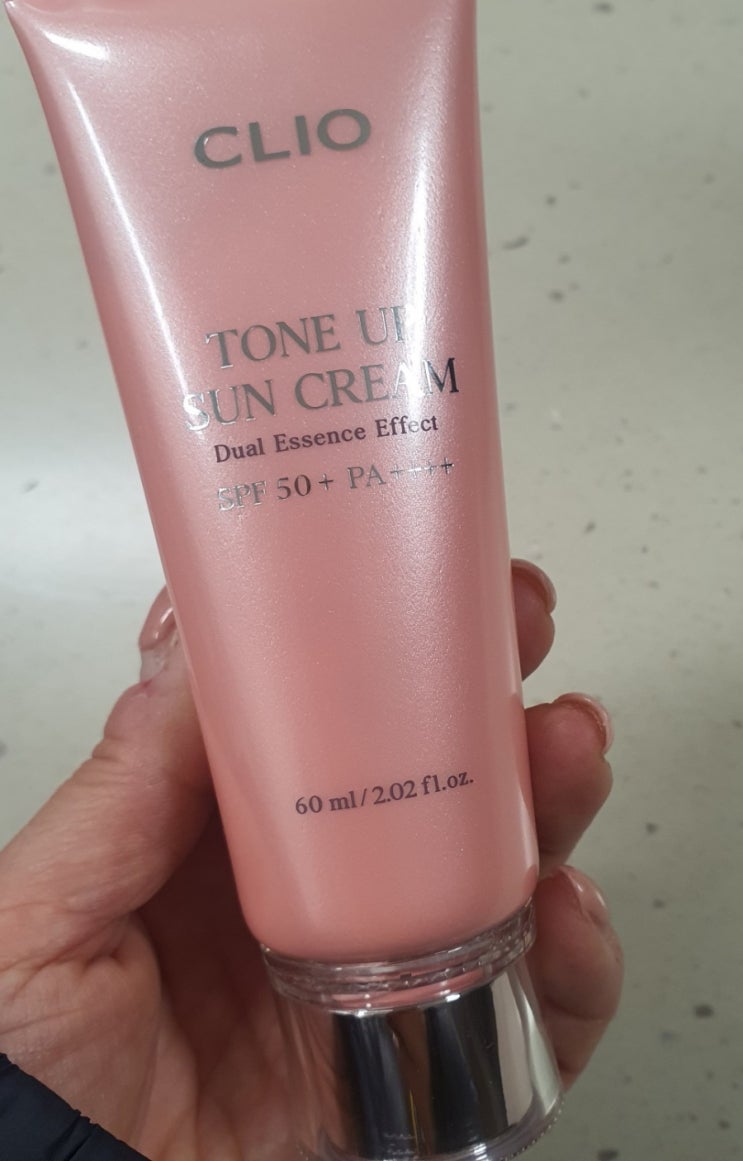 CLIO
TONE UP
SUN CREAM
Dual Essence Effect
SPF 50+ PA++++
60 ml/2.02 fl.oz.